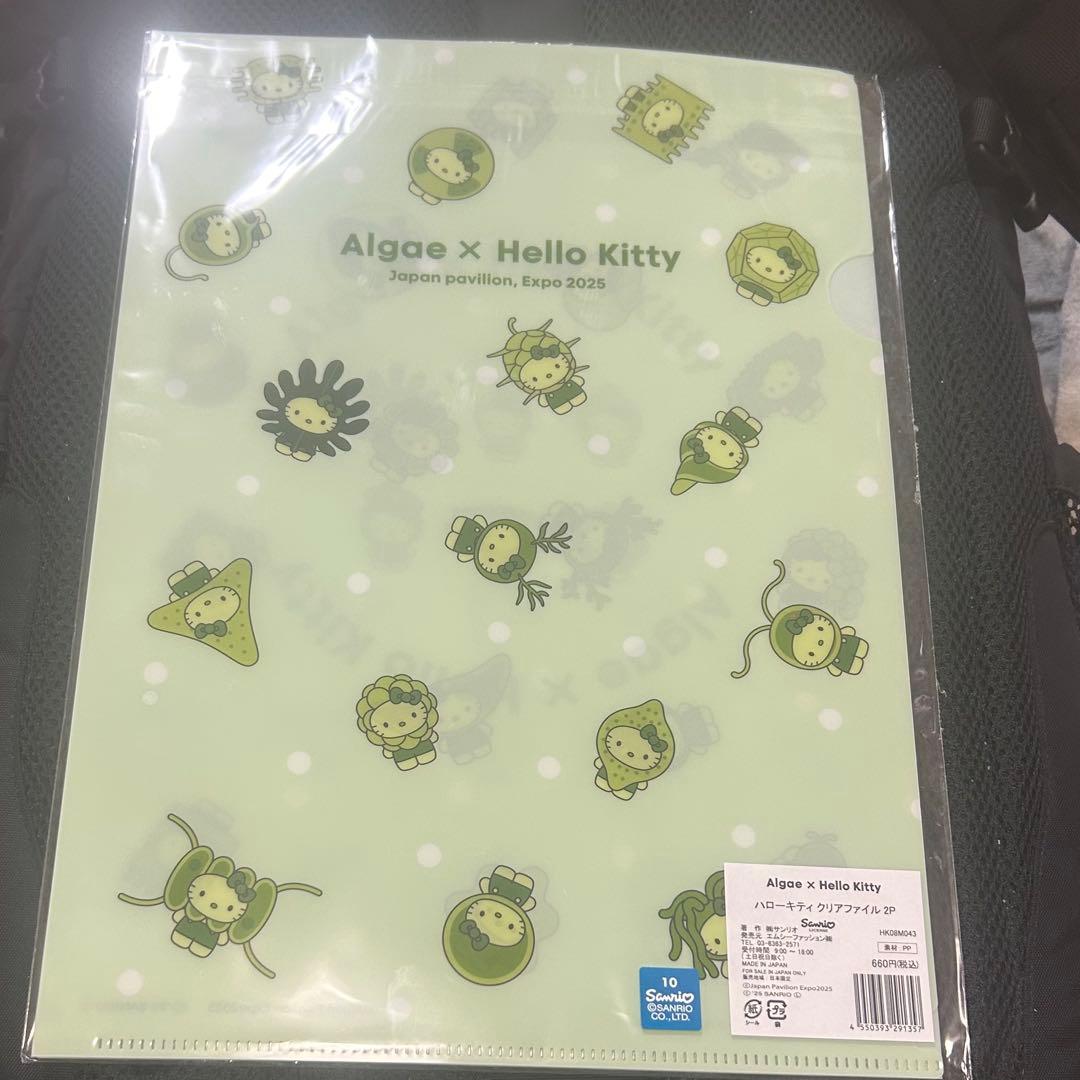 Algae × Hello Kitty
Japan pavilion, Expo 2025
Algae × Hello Kitty
ハローキティ クリアファイル 2P
Sanrio
LICENSE
HK08M043
著 作 ㈱サンリオ
発売元 エムシーファッション㈱
TEL 03-6363-2571
受付時間 9:00 ～ 18:00
(土日祝日除く)
MADE IN JAPAN
FOR SALE IN JAPAN ONLY
販売地域：日本限定
素材：PP
660円(税込)
©Japan Pavilion Expo2025
© '25 SANRIO Ⓛ
紙
シール
プラ
袋
4 550393 291357
10
Sanrio
©SANRIO
CO.,LTD.